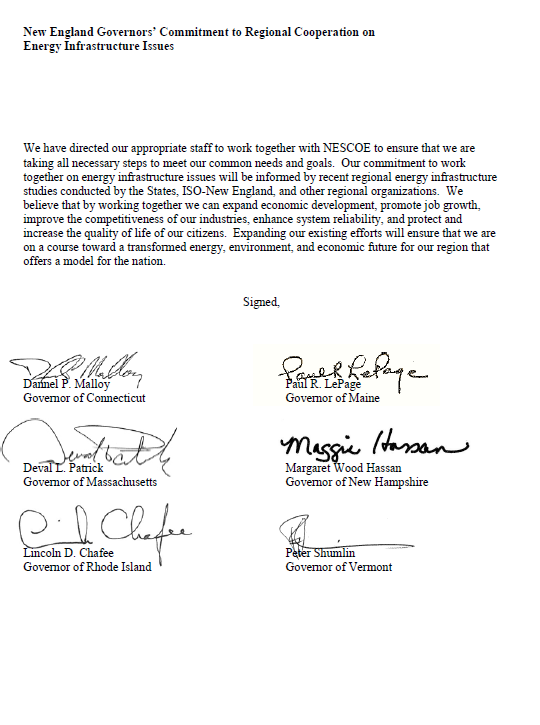 New England Governors' Commitment to Regional Cooperation on
Energy Infrastructure Issues
We have directed our appropriate staff to work together with NESCOE to ensure that we are
taking all necessary steps to meet our common needs and goals.  Our commitment to work
together on energy infrastructure issues will be informed by recent regional energy infrastructure
studies conducted by the States, ISO-New England, and other regional organizations.  We
believe that by working together we can expand economic development, promote job growth,
improve the competitiveness of our industries, enhance system reliability, and protect and
increase the quality of life of our citizens.  Expanding our existing efforts will ensure that we are
on a course toward a transformed energy, environment, and economic future for our region that
offers a model for the nation.
Signed,
Malloy
Dannel P. Malloy
Governor of Connecticut
Paul R LePage
Paul R. LePage
Governor of Maine
Deval L. Patrick
Governor of Massachusetts
Maggie Hassan
Margaret Wood Hassan
Governor of New Hampshire
Chafee
Lincoln D. Chafee
Governor of Rhode Island
Peter Shumlin
Governor of Vermont